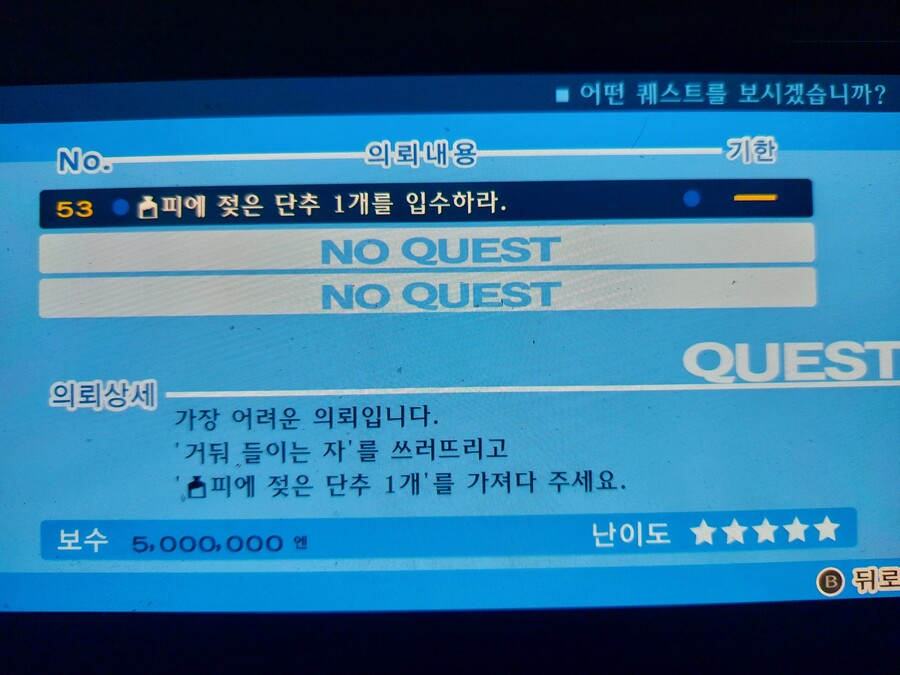 ■ 어떤 퀘스트를 보시겠습니까?
No. 의뢰내용 기한
53 피에 젖은 단추 1개를 입수하라. —
NO QUEST
NO QUEST
QUEST
의뢰상세
가장 어려운 의뢰입니다.
'거둬 들이는 자'를 쓰러뜨리고
'피에 젖은 단추 1개'를 가져다 주세요.
보수 5,000,000 엔 난이도 ★★★★★
B 뒤로